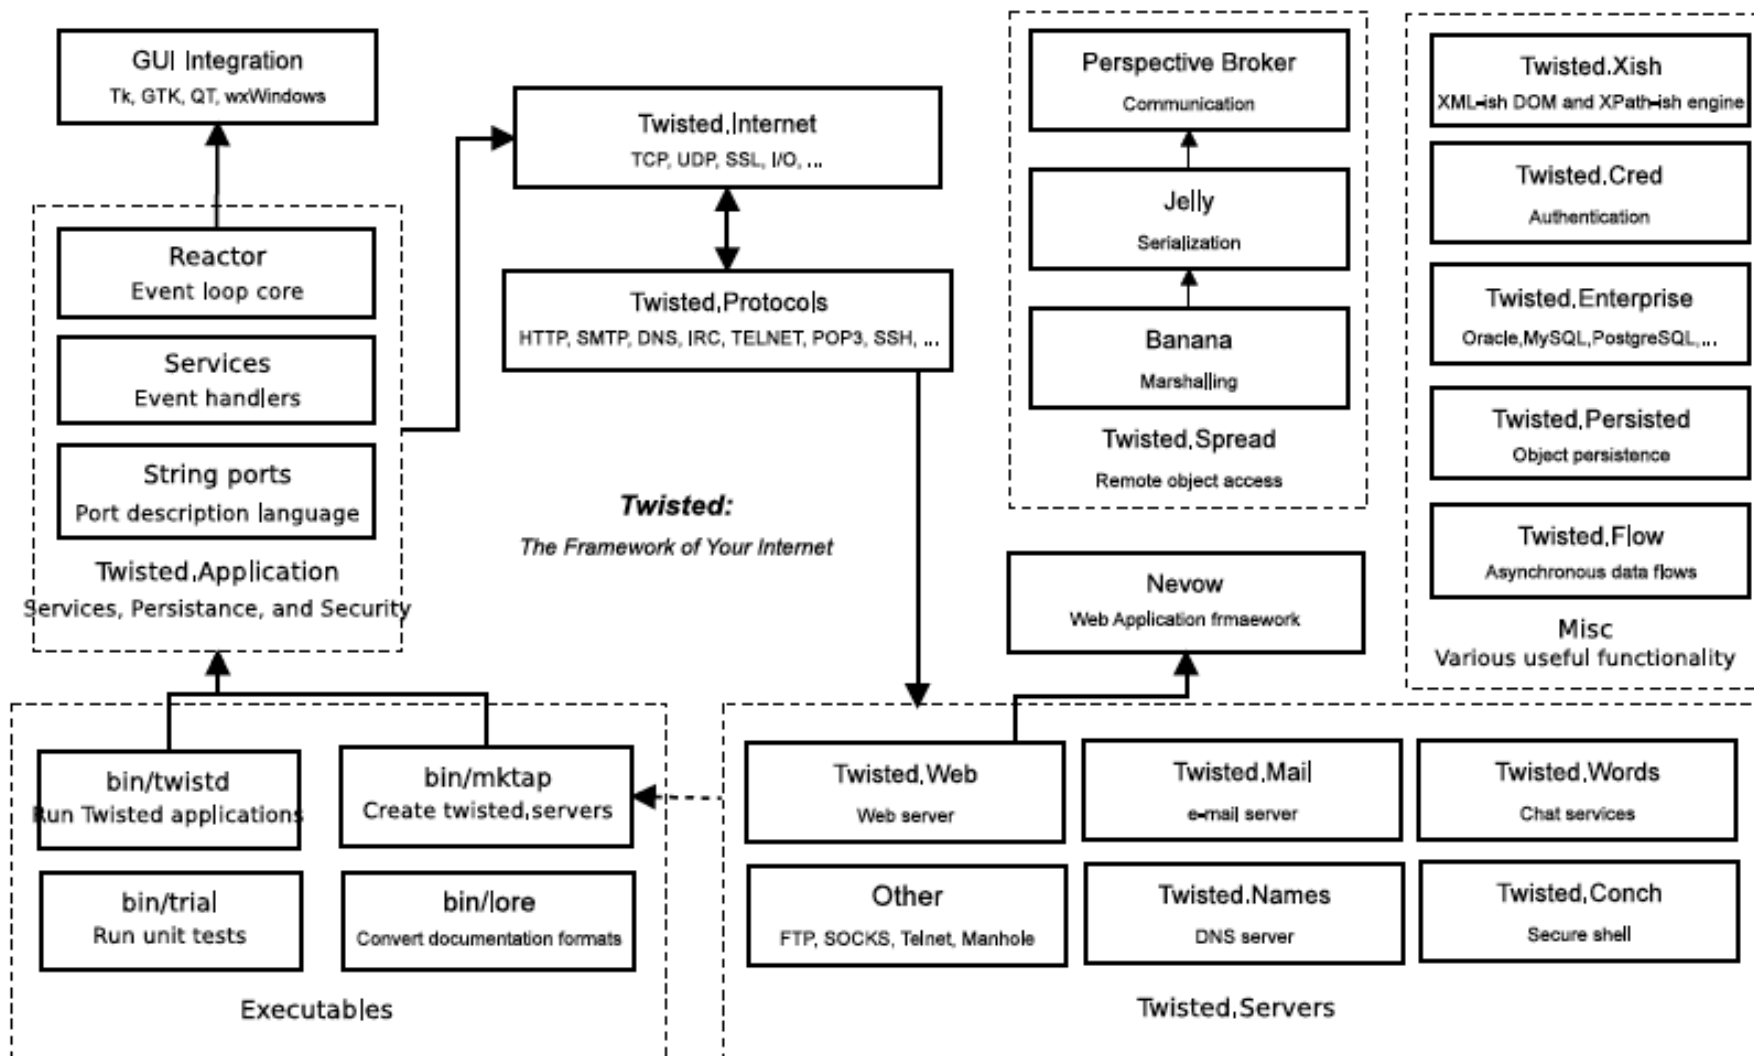 GUI Integration
Tk, GTK, QT, wxWindows
Reactor
Event loop core
Services
Event handlers
String ports
Port description language
Twisted.Application
Services, Persistance, and Security
Twisted.Internet
TCP, UDP, SSL, I/O, ...
Twisted.Protocols
HTTP, SMTP, DNS, IRC, TELNET, POP3, SSH, ...
Twisted:
The Framework of Your Internet
Perspective Broker
Communication
Jelly
Serialization
Banana
Marshalling
Twisted.Spread
Remote object access
Nevow
Web Application frmaework
Twisted.Xish
XML-ish DOM and XPath-ish engine
Twisted.Cred
Authentication
Twisted.Enterprise
Oracle,MySQL,PostgreSQL,...
Twisted.Persisted
Object persistence
Twisted.Flow
Asynchronous data flows
Misc
Various useful functionality
bin/twistd
Run Twisted applications
bin/mktap
Create twisted.servers
bin/trial
Run unit tests
bin/lore
Convert documentation formats
Executables
Twisted.Web
Web server
Twisted.Mail
e-mail server
Twisted.Words
Chat services
Other
FTP, SOCKS, Telnet, Manhole
Twisted.Names
DNS server
Twisted.Conch
Secure shell
Twisted.Servers